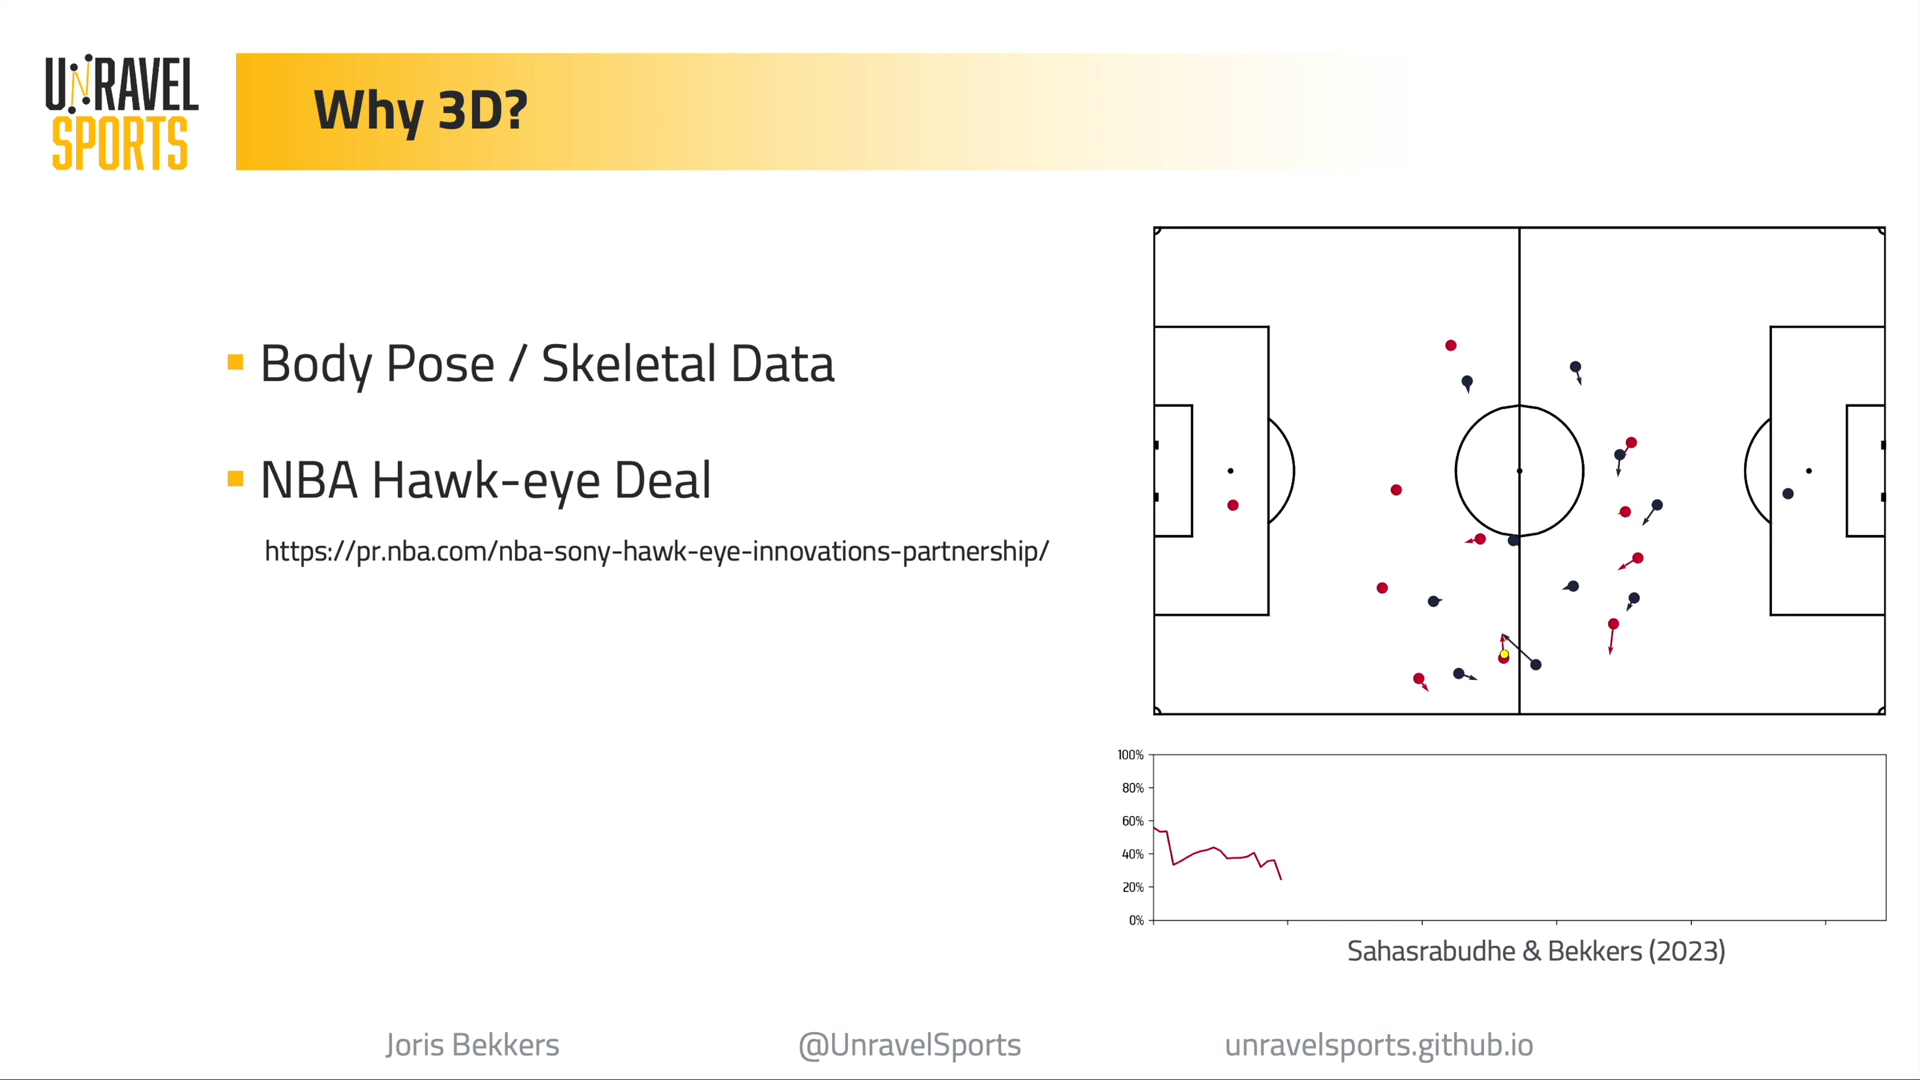 UNRAVEL
SPORTS
Why 3D?
Body Pose / Skeletal Data
NBA Hawk-eye Deal
https://pr.nba.com/nba-sony-hawk-eye-innovations-partnership/
100%
80%
60%
40%
20%
0%
Sahasrabudhe & Bekkers (2023)
Joris Bekkers
@UnravelSports
unravelsports.github.io